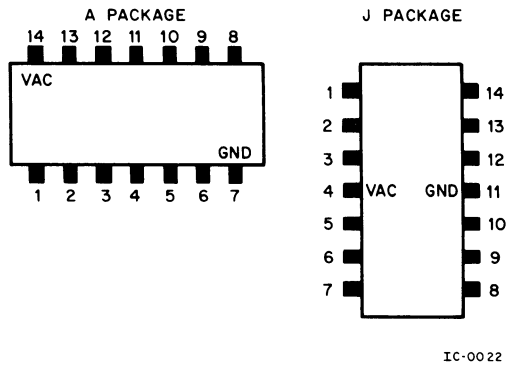 A PACKAGE
14 13 12 11 10 9 8
VAC
GND
1 2 3 4 5 6 7
J PACKAGE
1 14
2 13
3 12
4 VAC GND 11
5 10
6 9
7 8
IC-0022